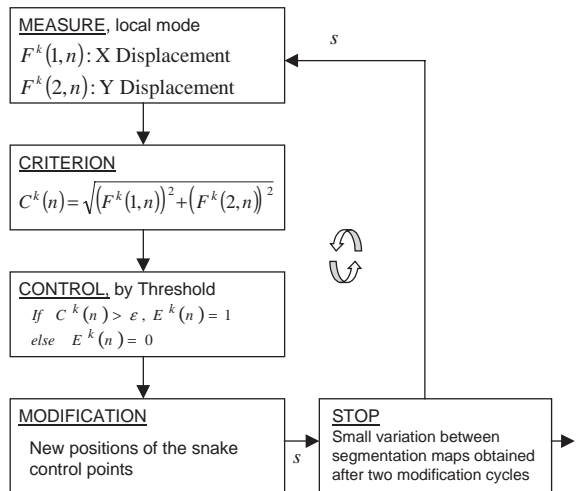 MEASURE, local mode
F^k(1,n): X Displacement
F^k(2,n): Y Displacement
s
CRITERION
C^k(n)=√((F^k(1,n))^2+(F^k(2,n))^2)
CONTROL, by Threshold
If C^k(n)> ε, E^k(n)=1
else E^k(n)=0
MODIFICATION
New positions of the snake
control points
s
STOP
Small variation between
segmentation maps obtained
after two modification cycles